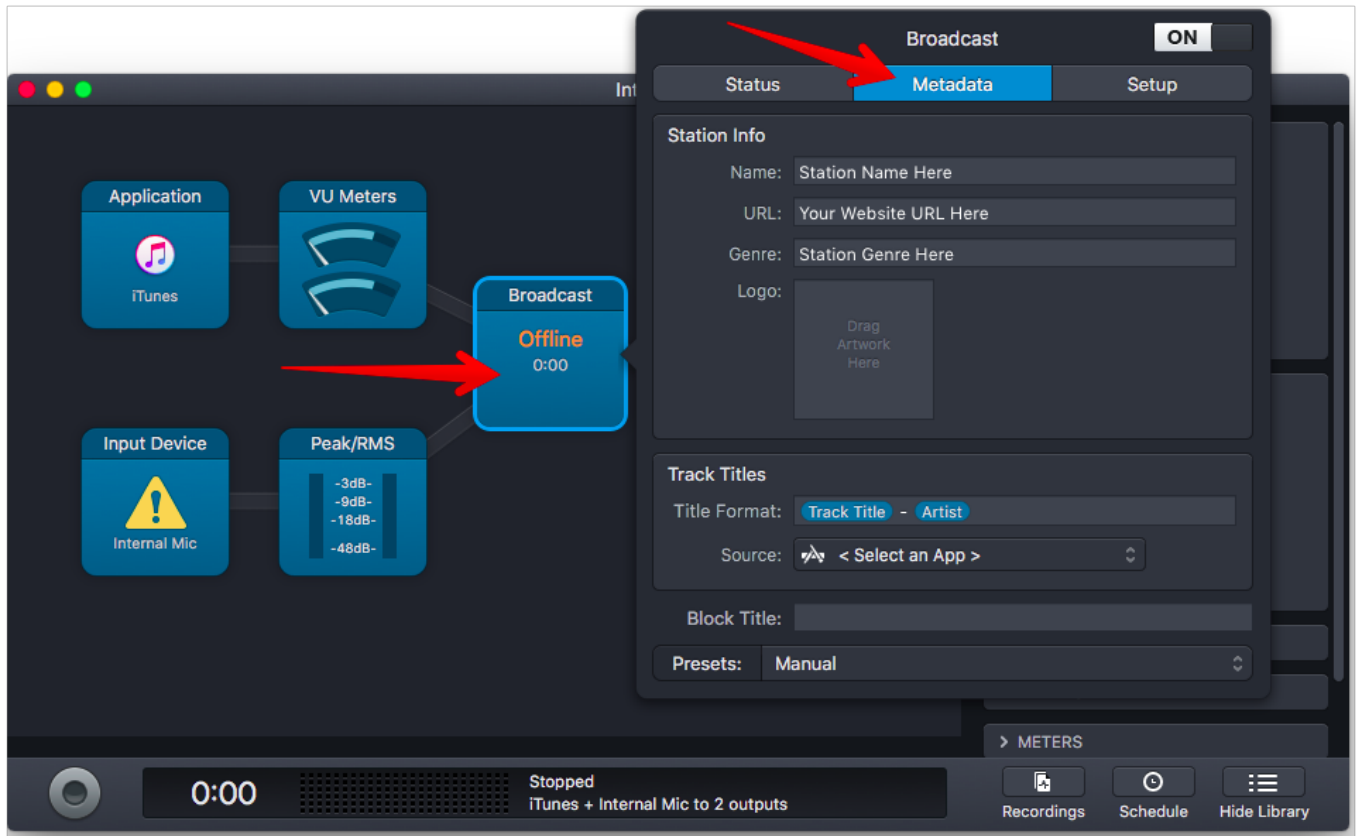 Broadcast
ON
Int
Status
Metadata
Setup
Station Info
Name: Station Name Here
URL: Your Website URL Here
Genre: Station Genre Here
Logo:
Drag
Artwork
Here
Track Titles
Title Format: Track Title - Artist
Source: < Select an App >
Block Title:
Presets: Manual
Application
iTunes
VU Meters
Broadcast
Offline
0:00
Input Device
Internal Mic
Peak/RMS
-3dB-
-9dB-
-18dB-
-48dB-
> METERS
0:00
Stopped
iTunes + Internal Mic to 2 outputs
Recordings
Schedule
Hide Library